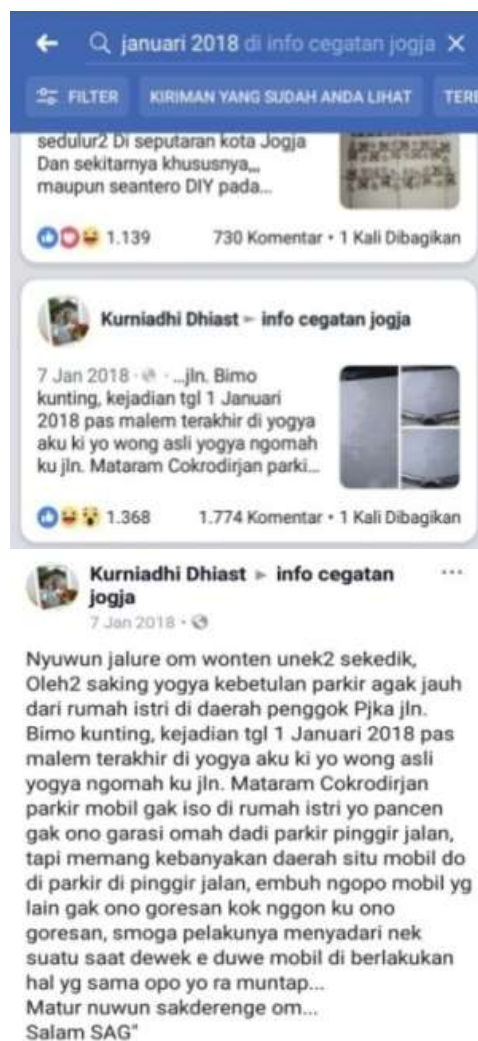 januari 2018 di info cegatan jogja
FILTER
KIRIMAN YANG SUDAH ANDA LIHAT
sedulur2 Di seputaran kota Jogja
Dan sekitarnya khususnya,,,
maupun seantero DIY pada...
1.139
730 Komentar • 1 Kali Dibagikan
Kurniadhi Dhiast ► info cegatan jogja
7 Jan 2018 · · ...jln. Bimo
kunting, kejadian tgl 1 Januari
2018 pas malem terakhir di yogya
aku ki yo wong asli yogya ngomah
ku jln. Mataram Cokrodirjan parki...
1.368
1.774 Komentar • 1 Kali Dibagikan
Kurniadhi Dhiast ► info cegatan
jogja
7 Jan 2018 ·
Nyuwun jalure om wonten unek2 sekedik,
Oleh2 saking yogya kebetulan parkir agak jauh
dari rumah istri di daerah penggok Pjka jln.
Bimo kunting, kejadian tgl 1 Januari 2018 pas
malem terakhir di yogya aku ki yo wong asli
yogya ngomah ku jln. Mataram Cokrodirjan
parkir mobil gak iso di rumah istri yo pancen
gak ono garasi omah dadi parkir pinggir jalan,
tapi memang kebanyakan daerah situ mobil do
di parkir di pinggir jalan, embuh ngopo mobil yg
lain gak ono goresan kok nggon ku ono
goresan, smoga pelakunya menyadari nek
suatu saat dewek e duwe mobil di berlakukan
hal yg sama opo yo ra muntap...
Matur nuwun sakderenge om...
Salam SAG"